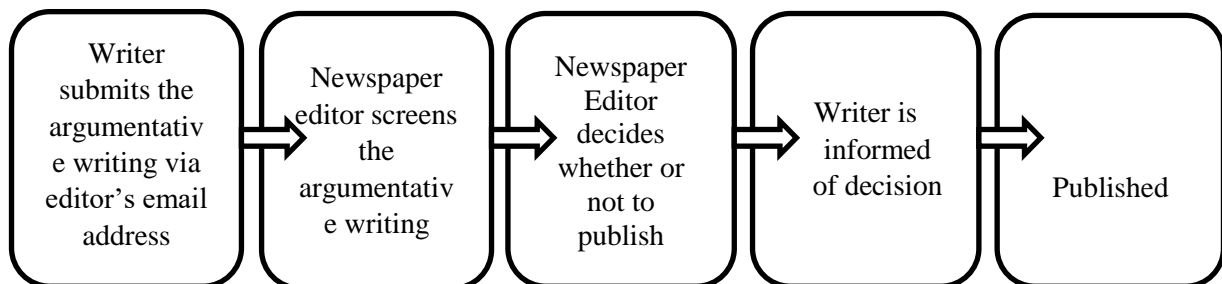 Writer
submits the
argumentativ
e writing via
editor’s email
address
Newspaper
editor screens
the
argumentativ
e writing
Newspaper
Editor
decides
whether or
not to
publish
Writer is
informed
of decision
Published